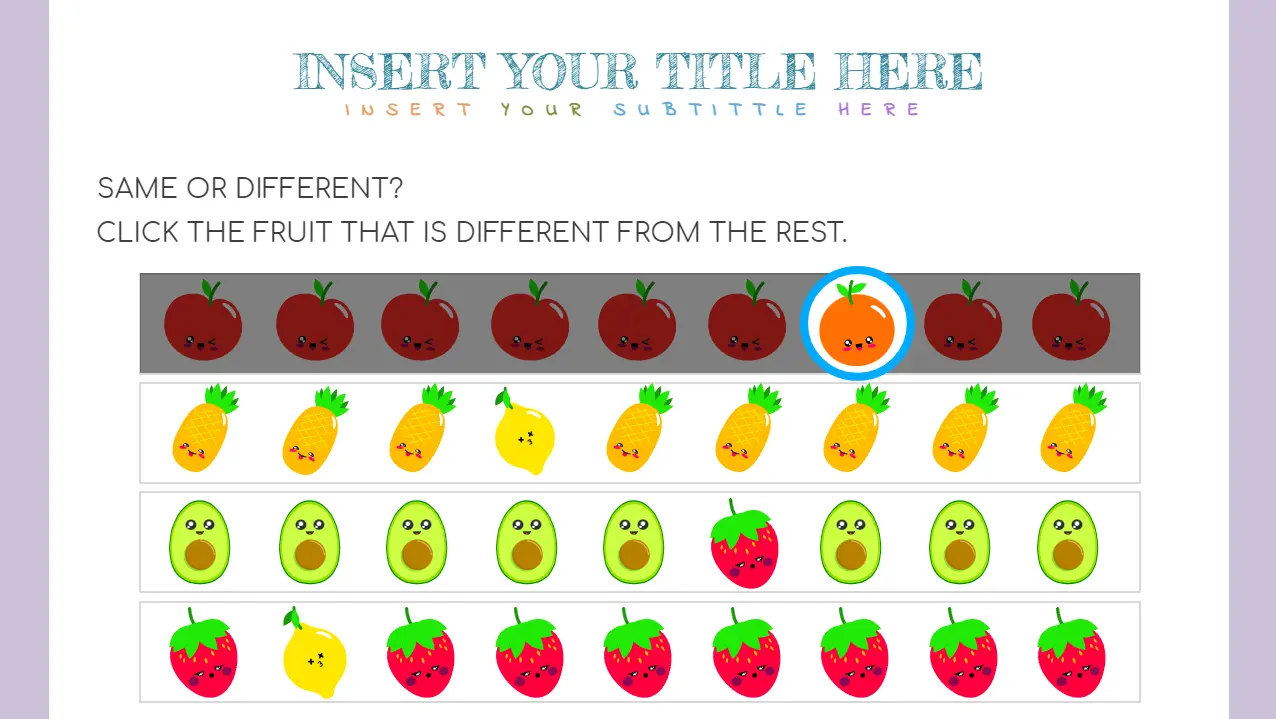 INSERT YOUR TITLE HERE
INSERT YOUR SUBTITTLE HERE
SAME OR DIFFERENT?
CLICK THE FRUIT THAT IS DIFFERENT FROM THE REST.